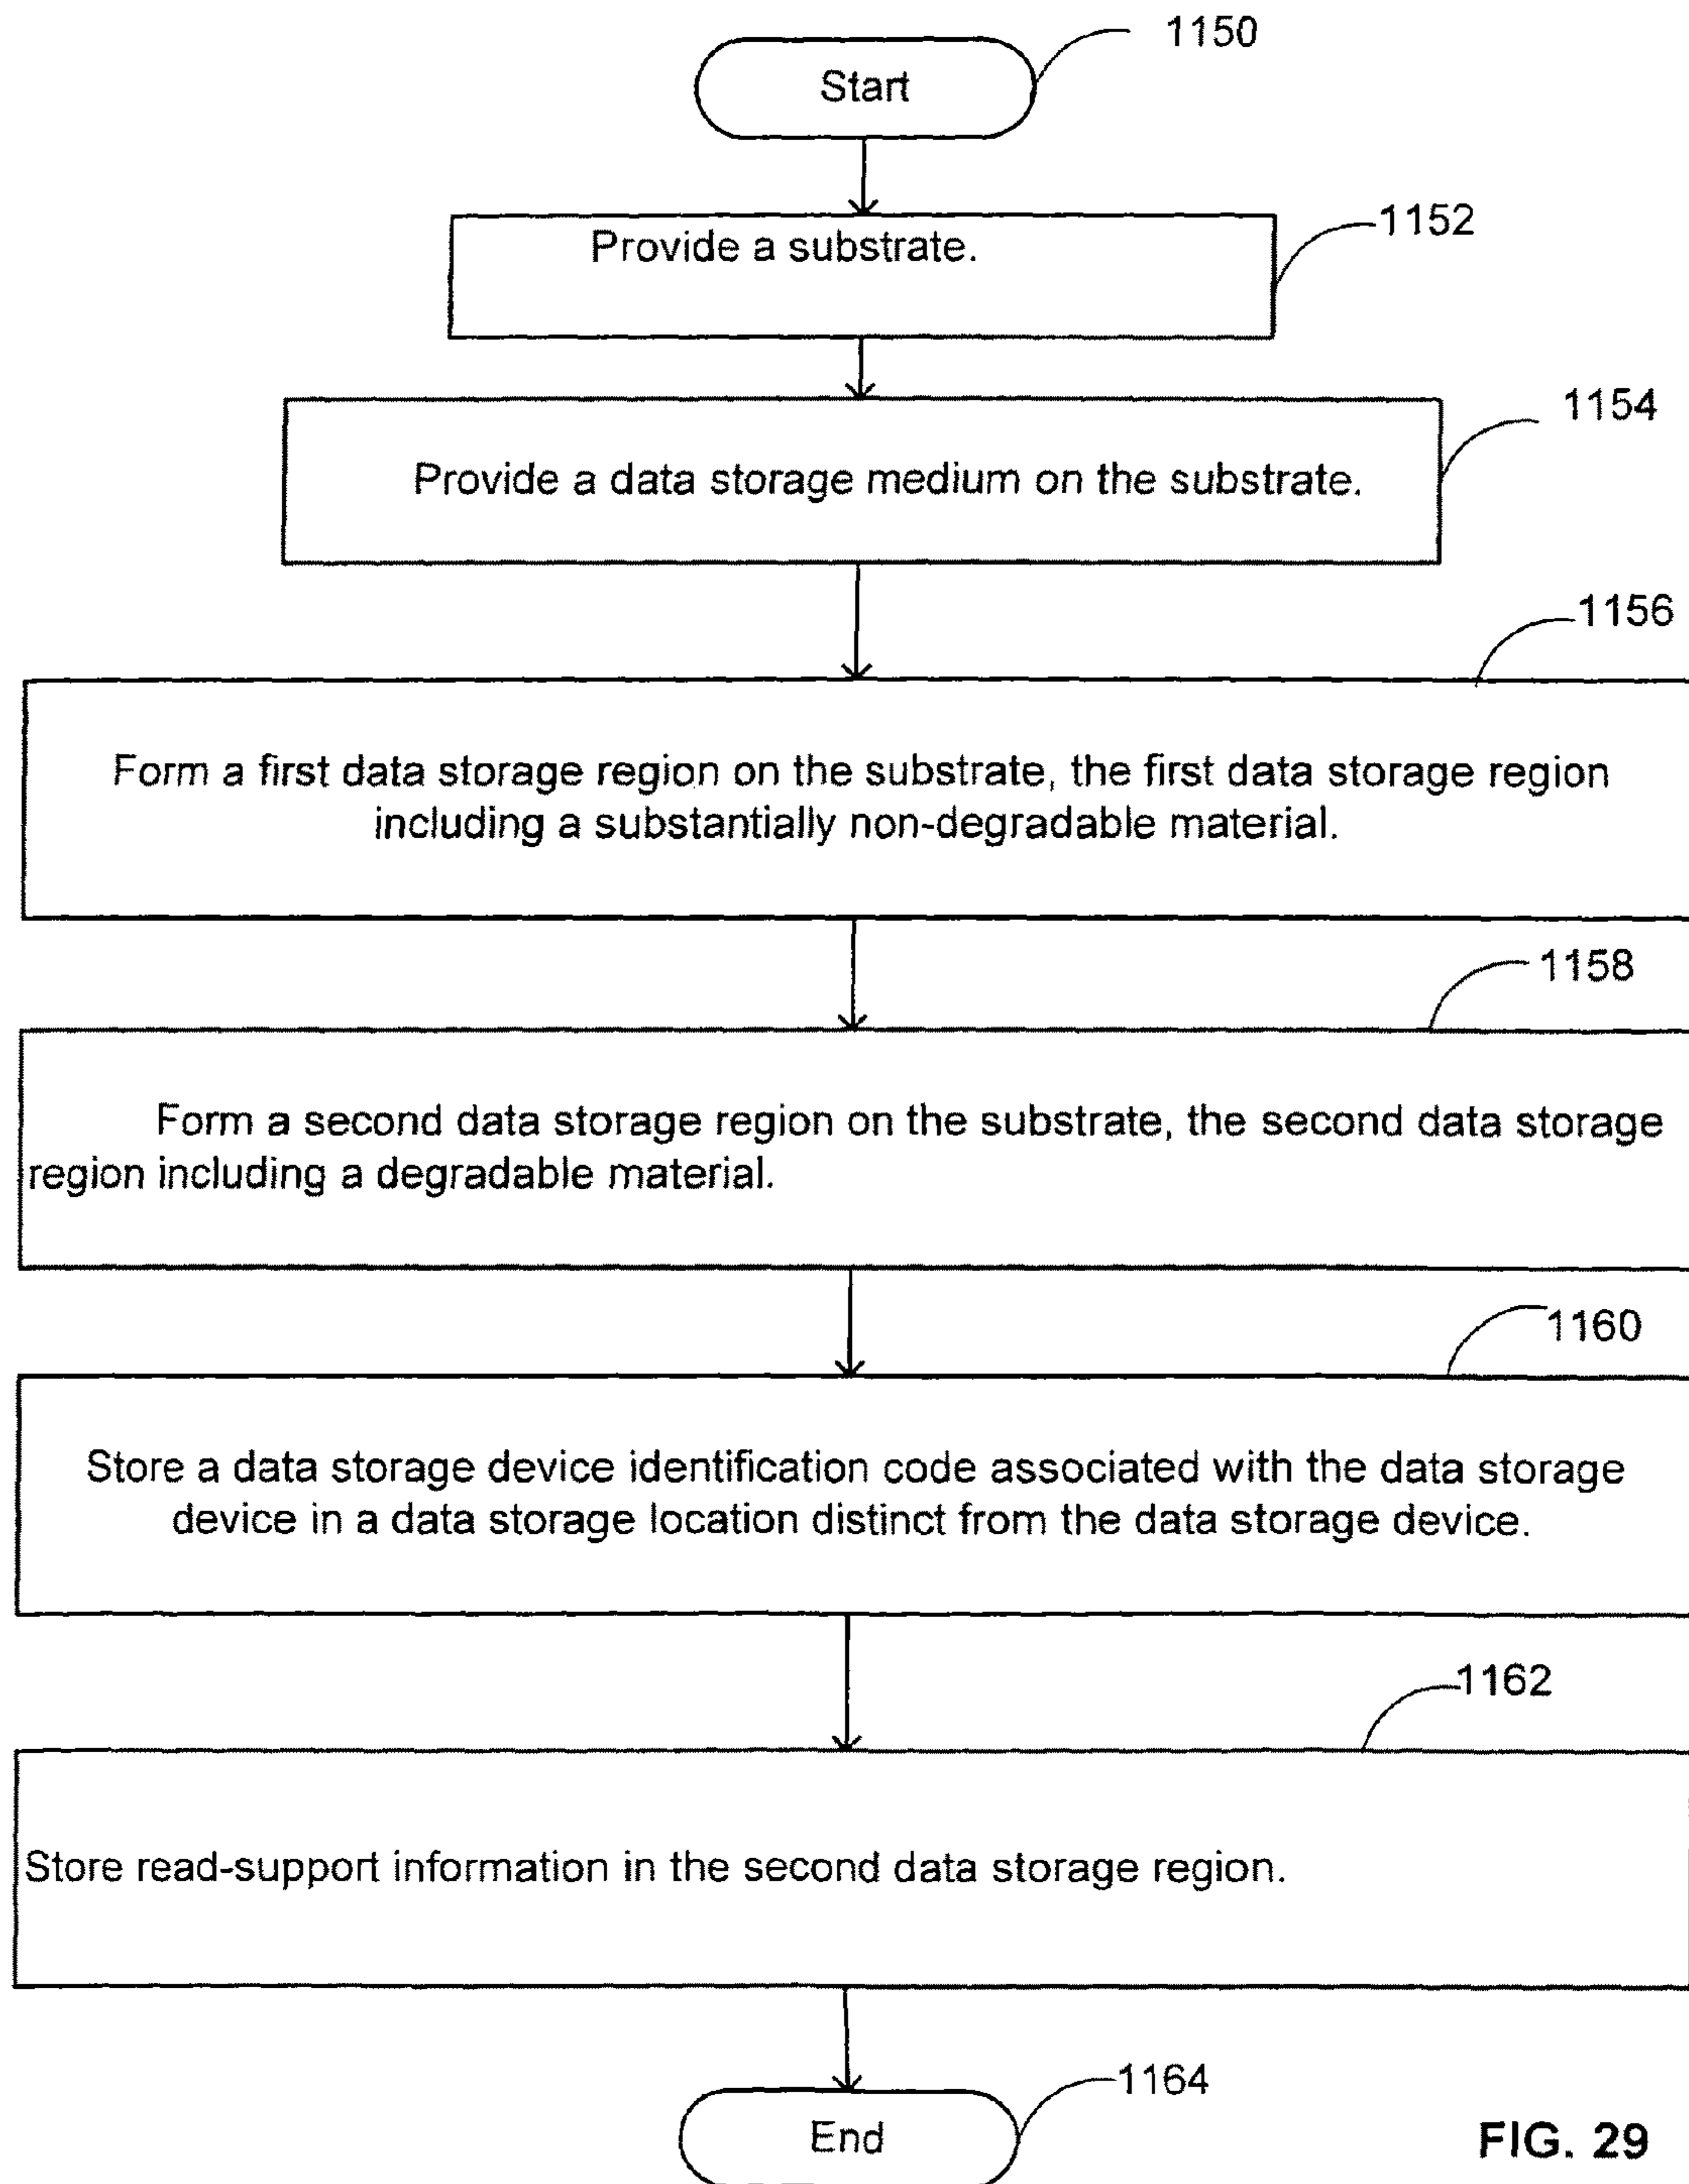 1150
Start
1152
Provide a substrate.
1154
Provide a data storage medium on the substrate.
1156
Form a first data storage region on the substrate, the first data storage region
including a substantially non-degradable material.
1158
Form a second data storage region on the substrate, the second data storage
region including a degradable material.
1160
Store a data storage device identification code associated with the data storage
device in a data storage location distinct from the data storage device.
1162
Store read-support information in the second data storage region.
1164
End
FIG. 29